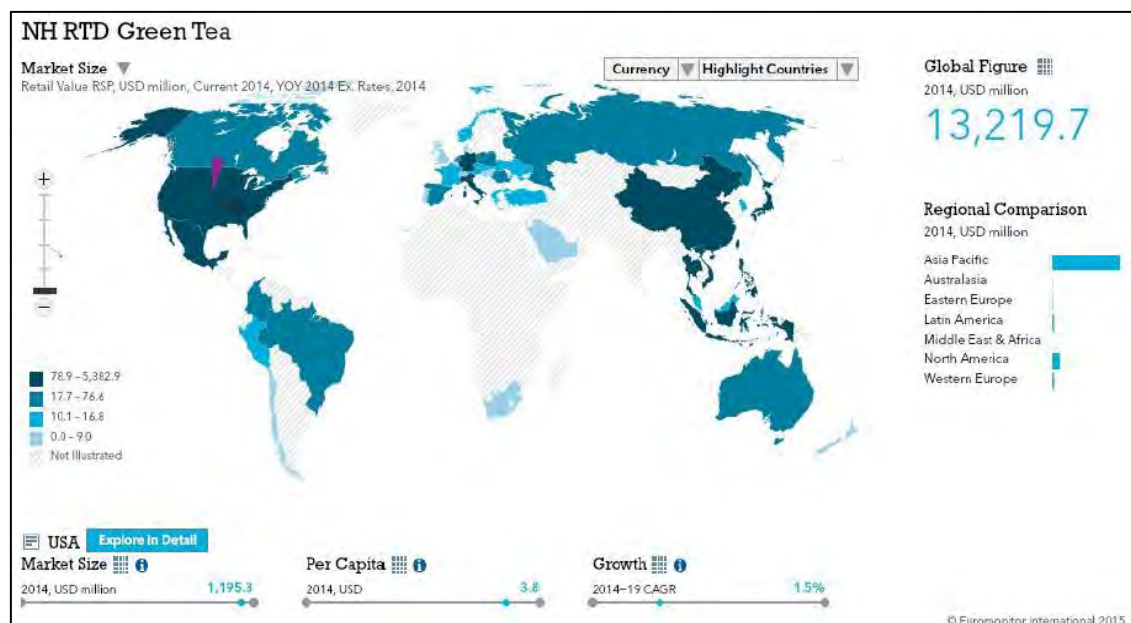 NH RTD Green Tea
Market Size
Retail Value RSP, USD million, Current 2014, YOY 2014 Ex. Rates, 2014
Currency
Highlight Countries
78.9 – 5,382.9
17.7 – 76.6
10.1 – 16.8
0.0 – 9.0
Not Illustrated
Global Figure
2014, USD million
13,219.7
Regional Comparison
2014, USD million
Asia Pacific
Australasia
Eastern Europe
Latin America
Middle East & Africa
North America
Western Europe
USA
Explore in Detail
Market Size
2014, USD million
1,195.3
Per Capita
2014, USD
3.8
Growth
2014–19 CAGR
1.5%
© Euromonitor International 2015